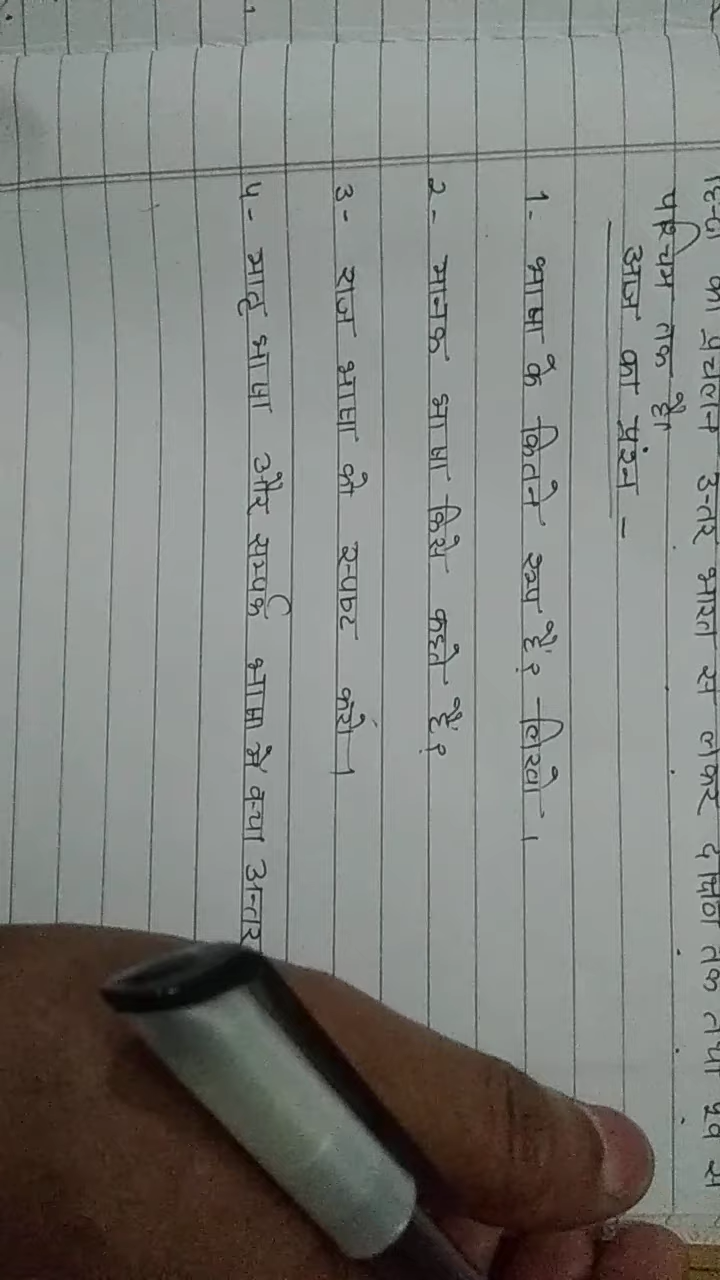 हिन्दी का प्रचलन उत्तर भारत से लेकर दक्षिण तक तथा पूर्व से
पश्चिम तक है।
आज का प्रश्न -
1- भाषा के कितने रूप हैं? लिखो।
2- मानक भाषा किसे कहते हैं?
3- राज भाषा को स्पष्ट करो।
4- मातृ भाषा और सम्पर्क भाषा में क्या अन्तर